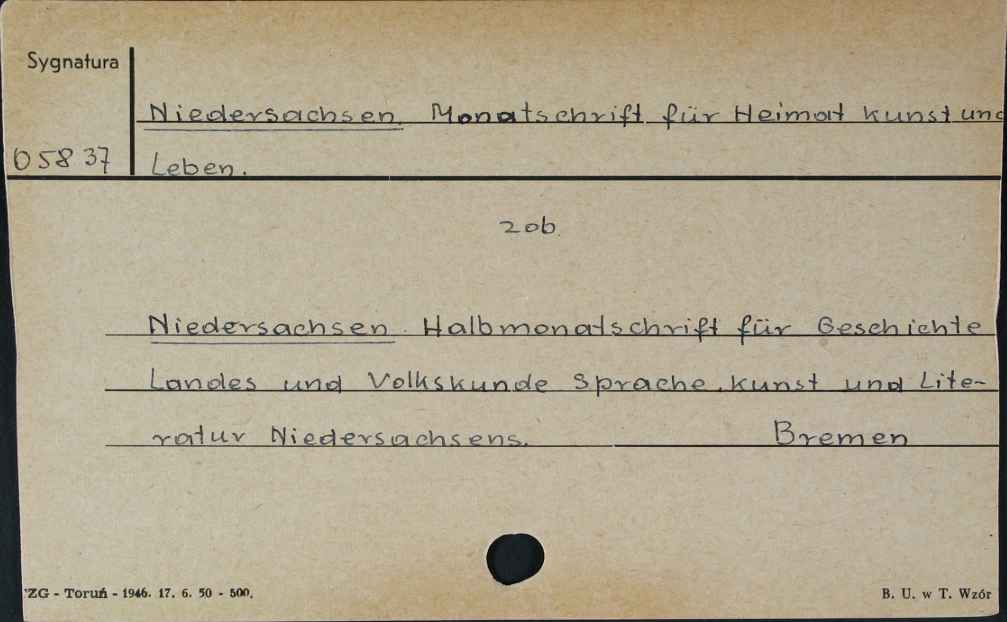 Sygnatura
Niedersachsen. Monatschrift für Heimat kunst und
05837 Leben.
zob
Niedersachsen. Halbmonatschrift für Geschichte
Landes und Volkskunde Sprache, kunst und Lite-
ratur Niedersachsens. Bremen
ZG - Toruń - 1946. 17. 6. 50 - 500.
B. U. w T. Wzór